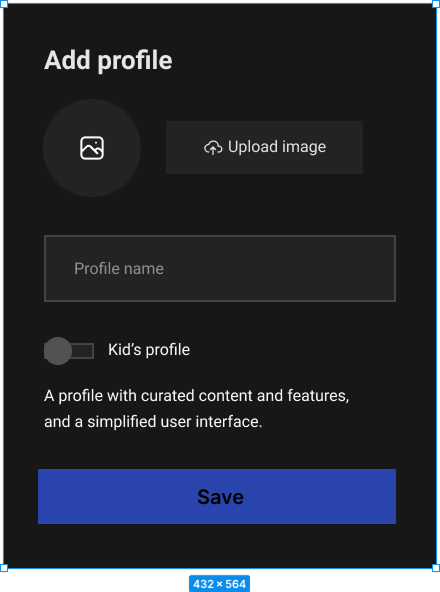 Add profile
Upload image
Profile name
Kid’s profile
A profile with curated content and features,
and a simplified user interface.
Save
432 × 564